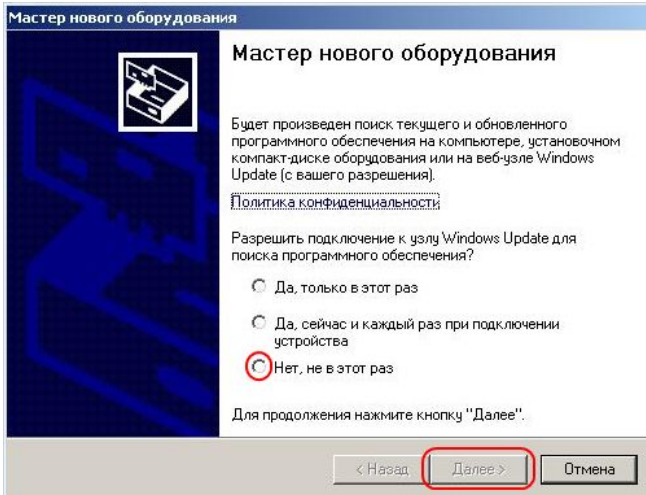 Мастер нового оборудования
Мастер нового оборудования
Будет произведен поиск текущего и обновленного
программного обеспечения на компьютере, установочном
компакт-диске оборудования или на веб-узле Windows
Update (с вашего разрешения).
Политика конфиденциальности
Разрешить подключение к узлу Windows Update для
поиска программного обеспечения?
Да, только в этот раз
Да, сейчас и каждый раз при подключении
устройства
Нет, не в этот раз
Для продолжения нажмите кнопку "Далее".
< Назад Далее > Отмена